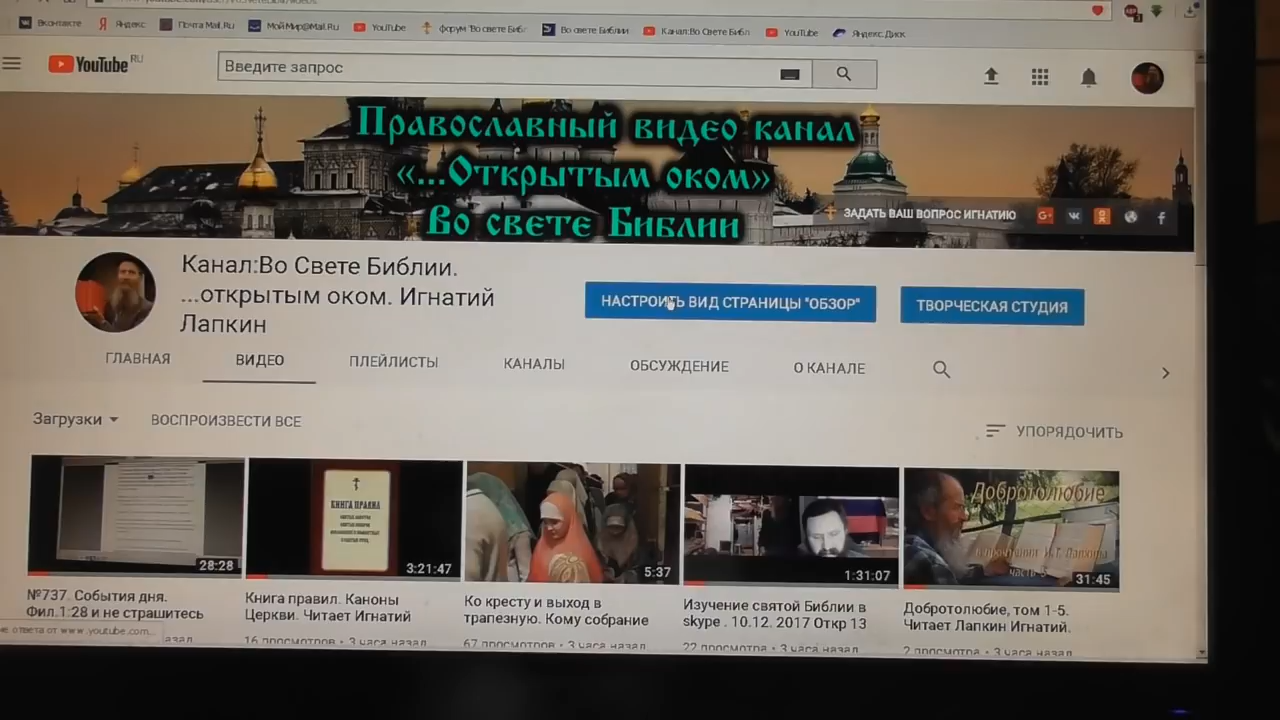 Вконтакте Яндекс Почта Mail.Ru МойМир@Mail.Ru YouTube форум "Во свете Библ Во свете Библии Канал:Во Свете Библ YouTube Яндекс.Диск
YouTube RU
Введите запрос
Православный видео канал
«...Открытым оком»
Во свете Библии
ЗАДАТЬ ВАШ ВОПРОС ИГНАТИЮ
Канал:Во Свете Библии.
...открытым оком. Игнатий
Лапкин
НАСТРОИТЬ ВИД СТРАНИЦЫ "ОБЗОР"
ТВОРЧЕСКАЯ СТУДИЯ
ГЛАВНАЯ ВИДЕО ПЛЕЙЛИСТЫ КАНАЛЫ ОБСУЖДЕНИЕ О КАНАЛЕ
Загрузки ВОСПРОИЗВЕСТИ ВСЕ
УПОРЯДОЧИТЬ
28:28
КНИГА ПРАВИЛ
3:21:47
5:37
1:31:07
Добротолюбие
часть
31:45
№737. События дня.
Фил.1:28 и не страшитесь
Книга правил. Каноны
Церкви. Читает Игнатий
16 просмотров • 3 часа назад
Ко кресту и выход в
трапезную. Кому собрание
67 просмотров • 3 часа назад
Изучение святой Библии в
skype . 10.12. 2017 Откр 13
22 просмотра • 3 часа назад
Добротолюбие, том 1-5.
Читает Лапкин Игнатий.
2 просмотра • 3 часа назад
ответа от www.youtube.com...